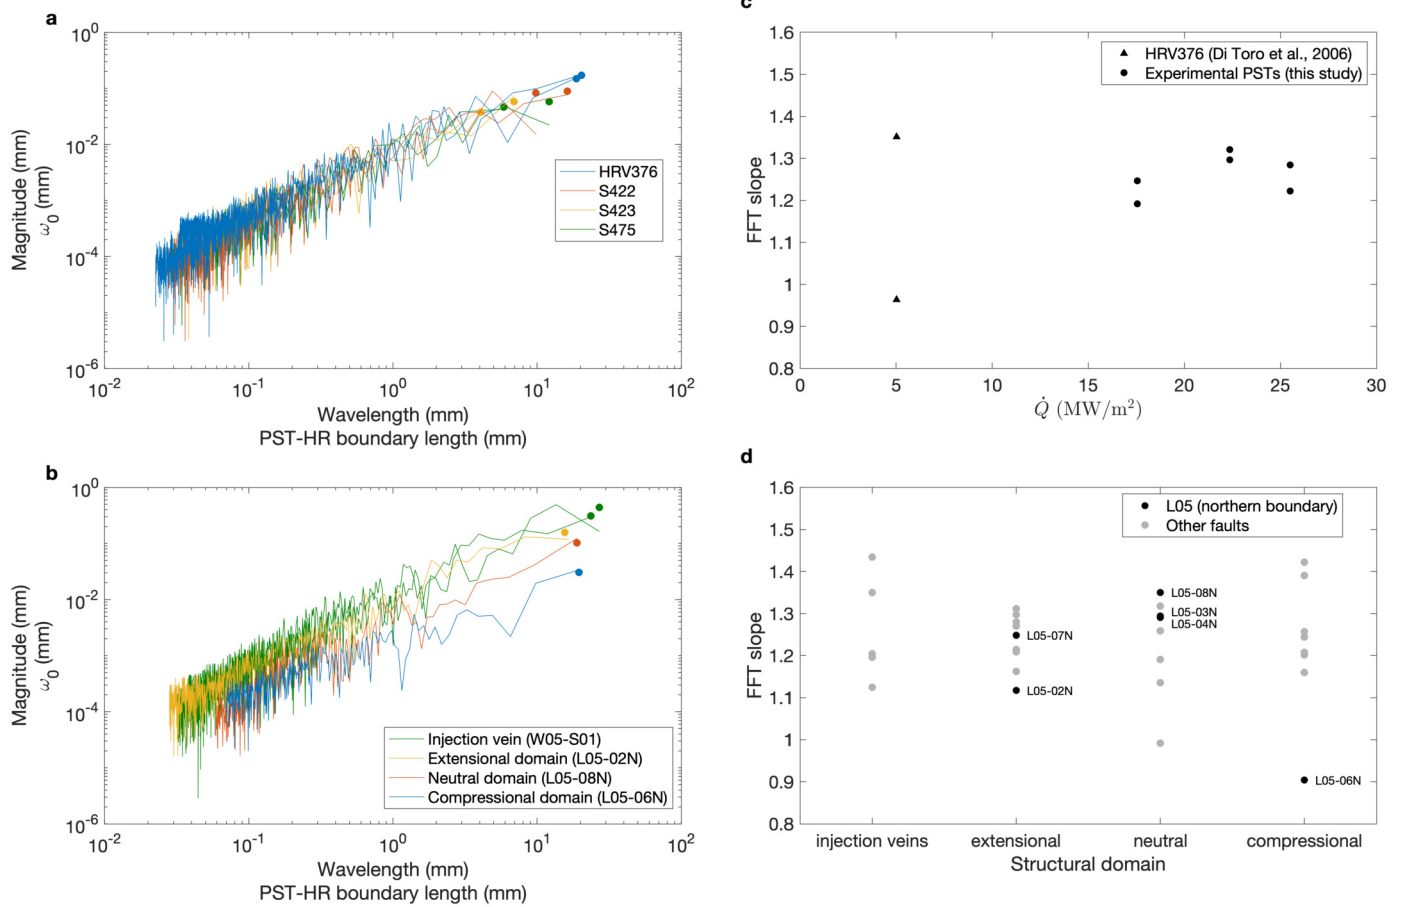 a
10^0
10^-2
10^-4
10^-6
Magnitude (mm)
ω_0 (mm)
HRV376
S422
S423
S475
10^-2
10^-1
10^0
10^1
10^2
Wavelength (mm)
PST-HR boundary length (mm)
b
10^0
10^-2
10^-4
10^-6
Magnitude (mm)
ω_0 (mm)
Injection vein (W05-S01)
Extensional domain (L05-02N)
Neutral domain (L05-08N)
Compressional domain (L05-06N)
10^-2
10^-1
10^0
10^1
10^2
Wavelength (mm)
PST-HR boundary length (mm)
c
1.6
1.5
1.4
1.3
1.2
1.1
1
0.9
0.8
FFT slope
HRV376 (Di Toro et al., 2006)
Experimental PSTs (this study)
0
5
10
15
20
25
30
Q̇ (MW/m²)
d
1.6
1.5
1.4
1.3
1.2
1.1
1
0.9
0.8
FFT slope
L05 (northern boundary)
Other faults
L05-08N
L05-03N
L05-04N
L05-07N
L05-02N
L05-06N
injection veins
extensional
neutral
compressional
Structural domain